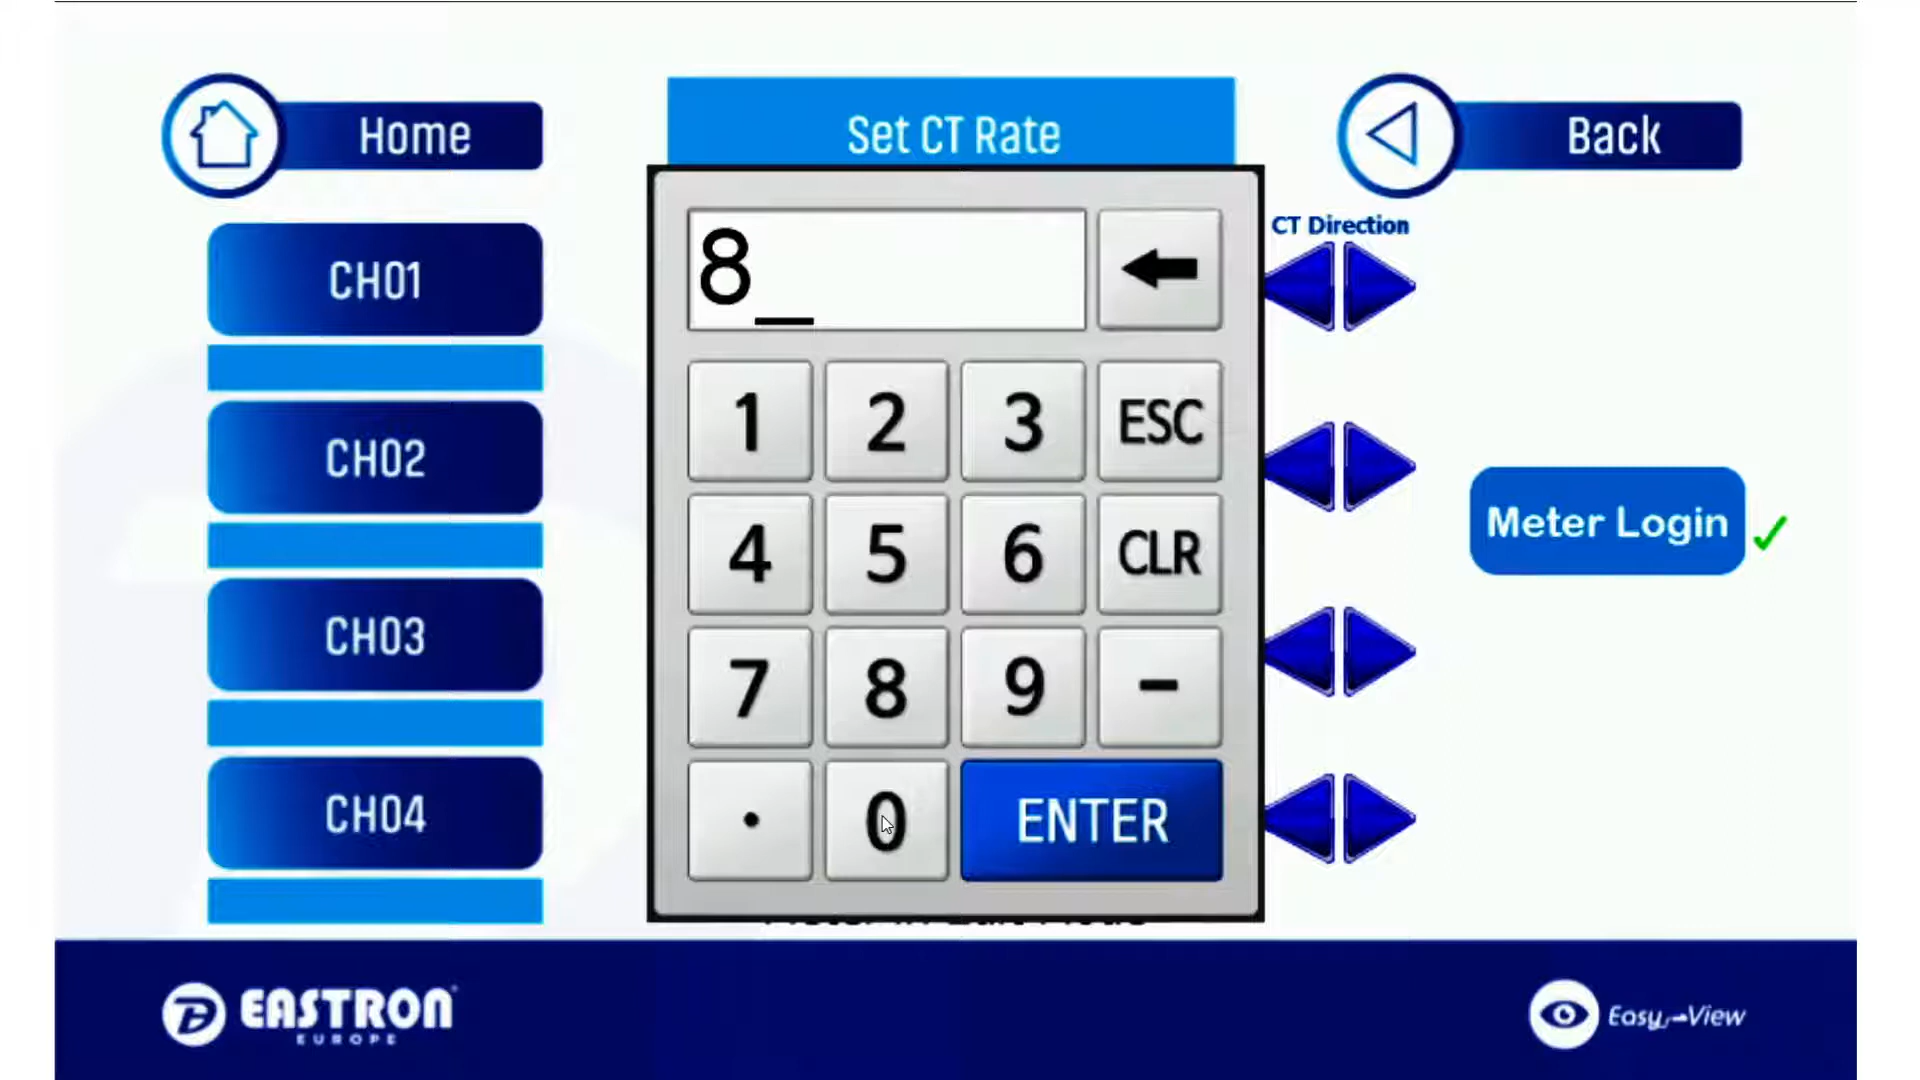 Home
Set CT Rate
Back
CH01
CH02
CH03
CH04
8_
1 2 3 ESC
4 5 6 CLR
7 8 9 -
. 0 ENTER
CT Direction
Meter Login
EASTRON
EUROPE
Easy-View